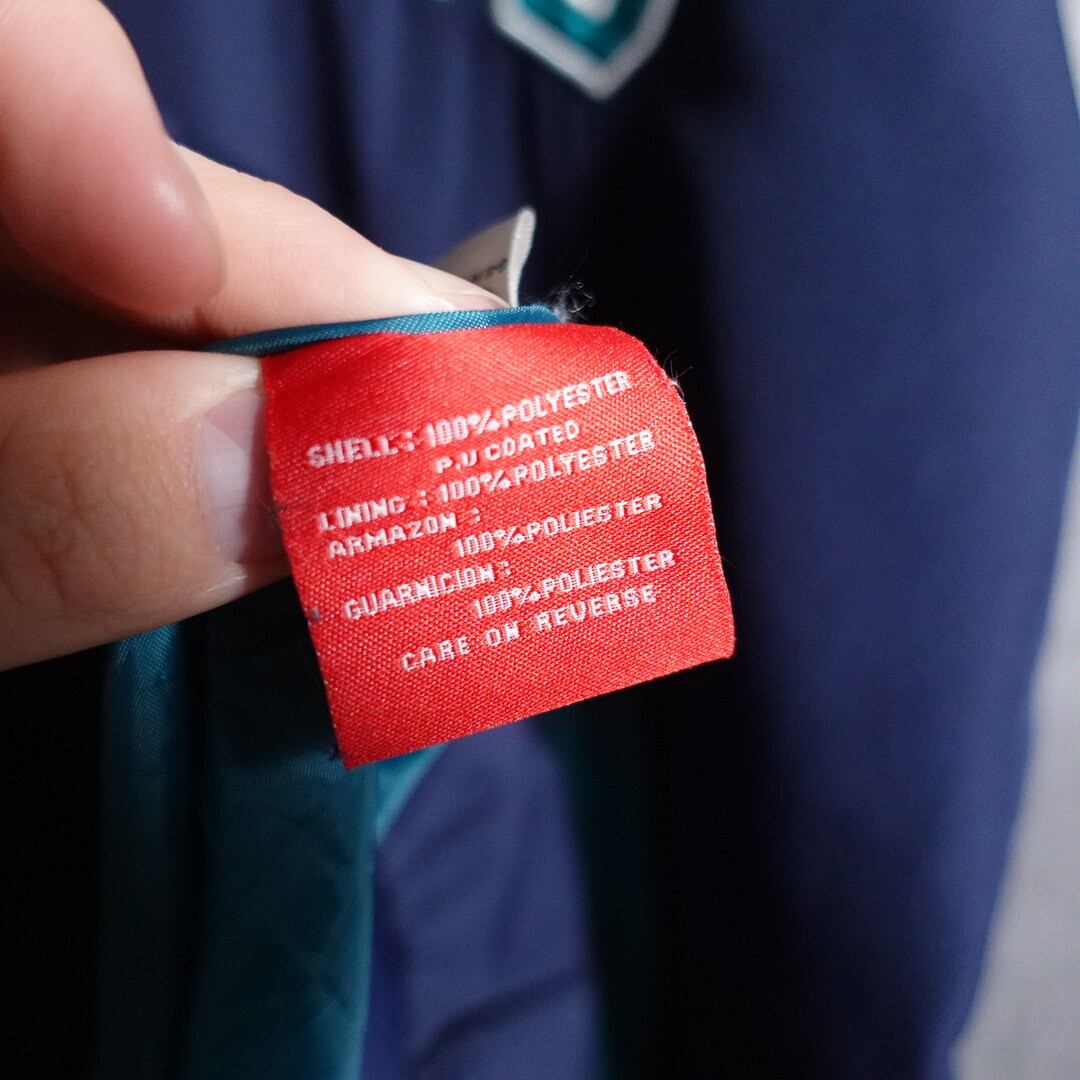 SHELL: 100% POLYESTER
P.U COATED
LINING : 100% POLYESTER
ARMAZON :
100% POLIESTER
GUARNICION :
100% POLIESTER
CARE ON REVERSE